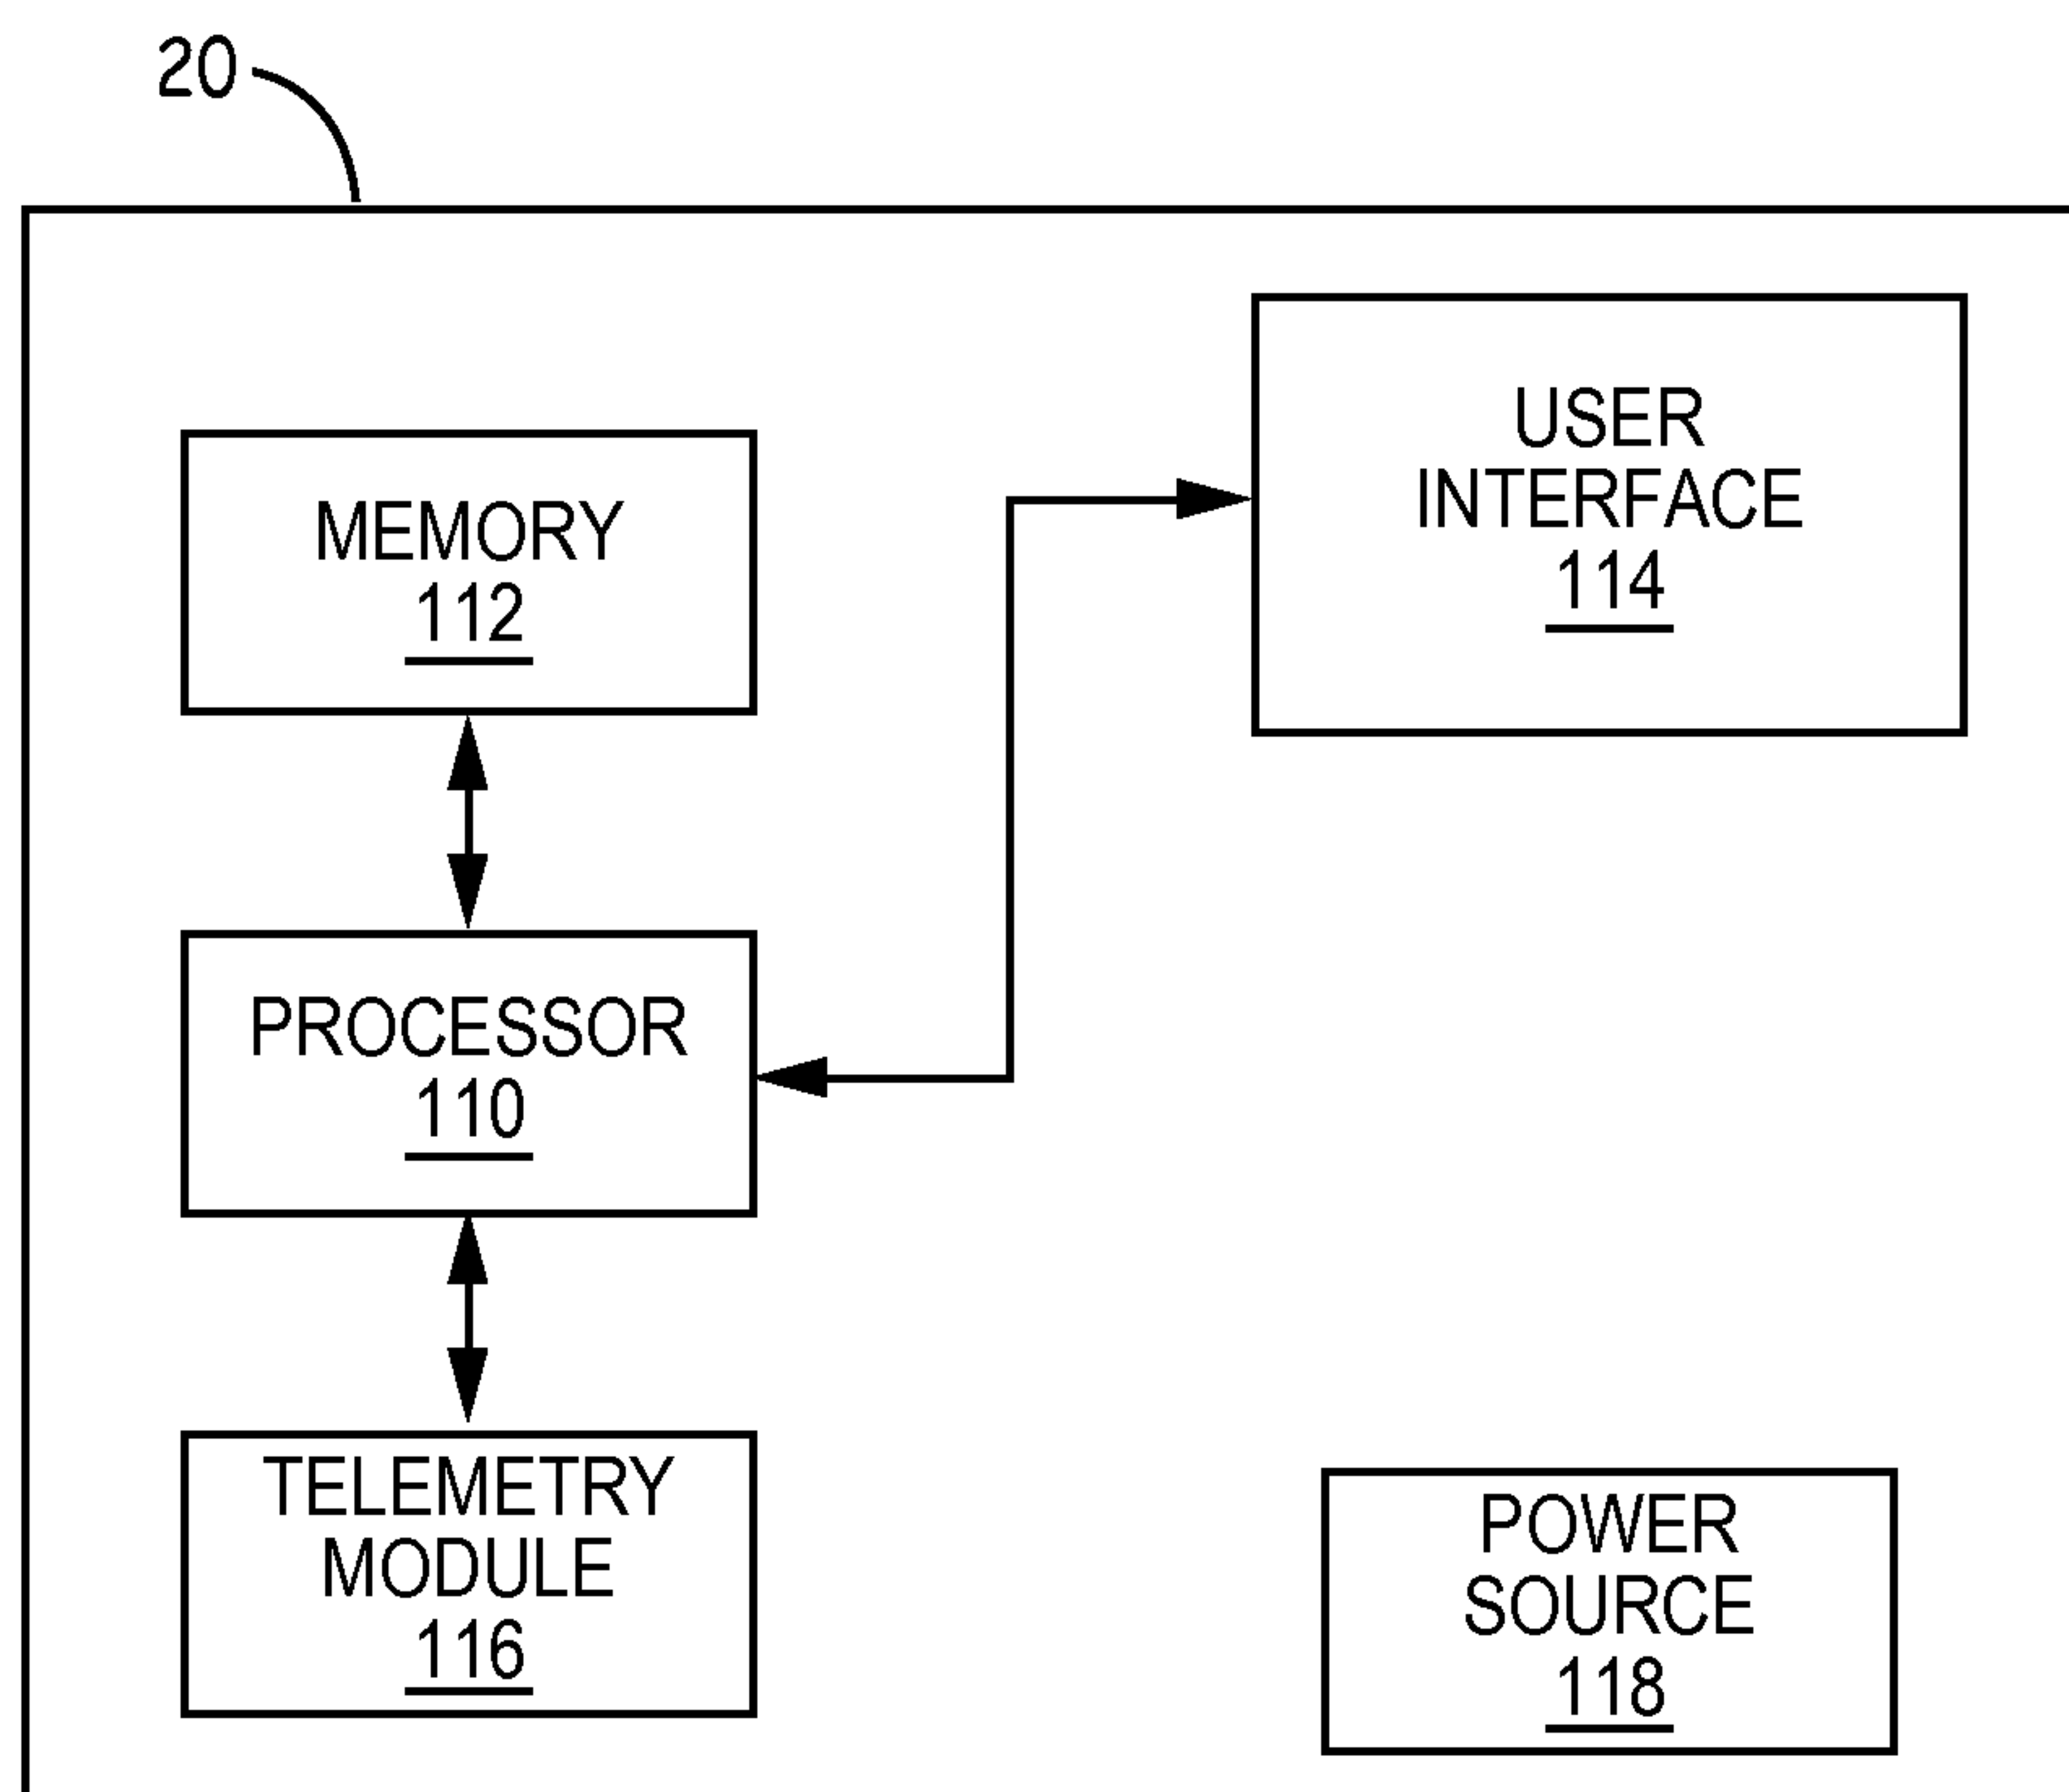 20
MEMORY
112
USER
INTERFACE
114
PROCESSOR
110
TELEMETRY
MODULE
116
POWER
SOURCE
118